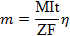 m = MIt/ZF η